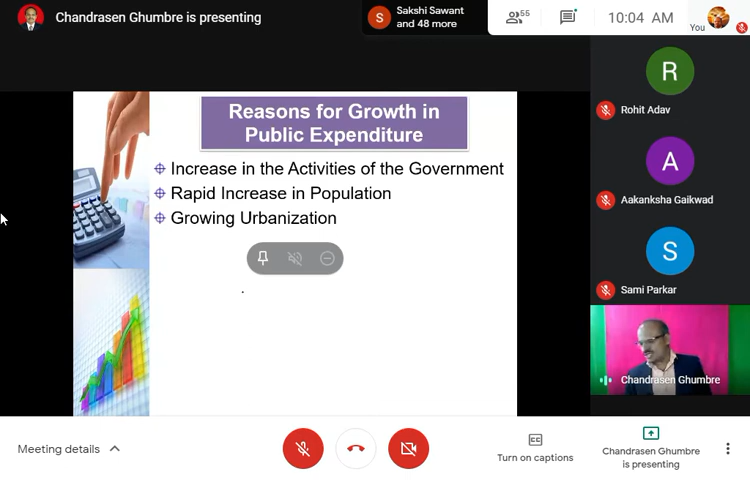 Chandrasen Ghumbre is presenting
S
Sakshi Sawant
and 48 more
55
10:04 AM
You
Reasons for Growth in
Public Expenditure
Increase in the Activities of the Government
Rapid Increase in Population
Growing Urbanization
R
Rohit Adav
A
Aakanksha Gaikwad
S
Sami Parkar
Chandrasen Ghumbre
Meeting details
CC
Turn on captions
Chandrasen Ghumbre
is presenting